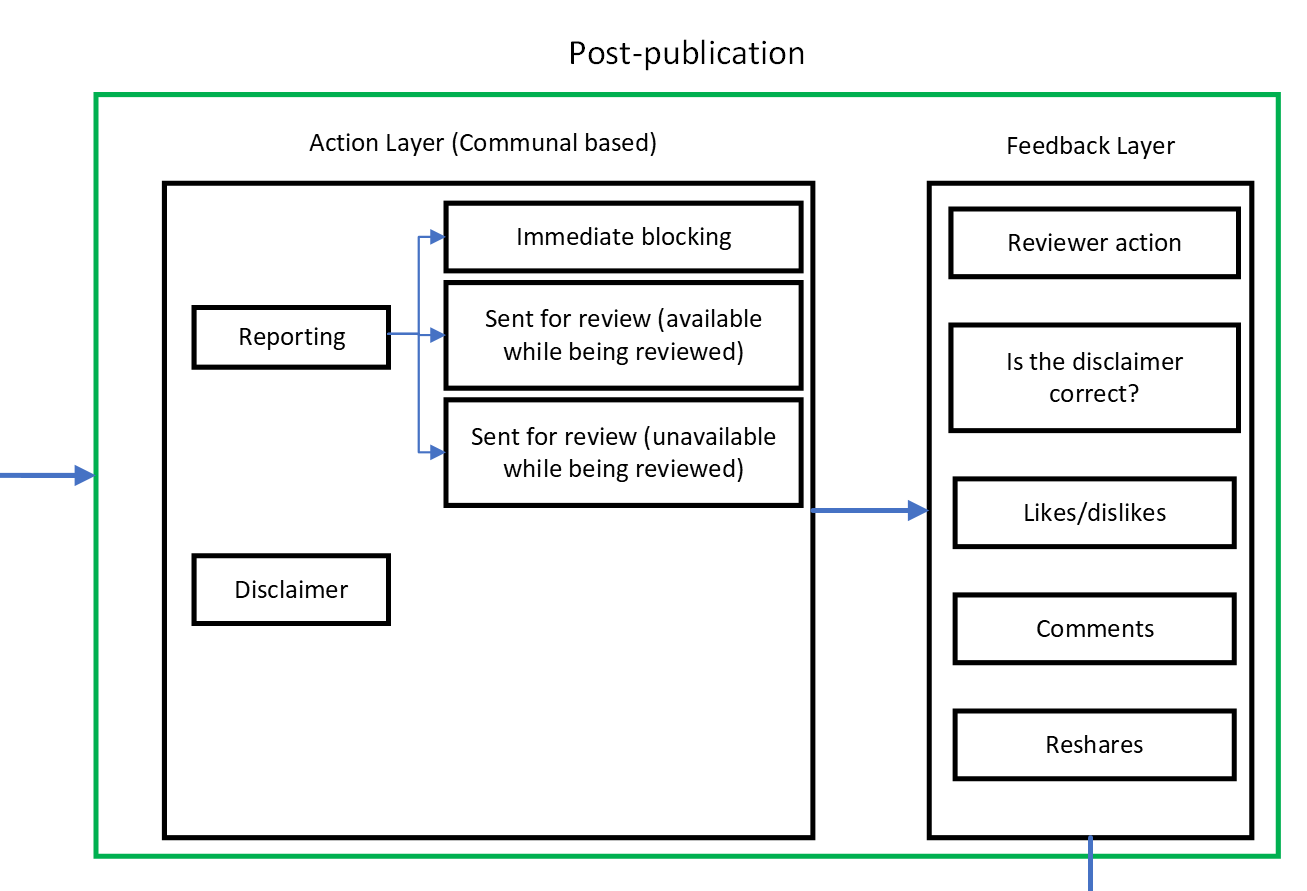 Post-publication
Action Layer (Communal based)
Immediate blocking
Reporting
Sent for review (available
while being reviewed)
Sent for review (unavailable
while being reviewed)
Disclaimer
Feedback Layer
Reviewer action
Is the disclaimer
correct?
Likes/dislikes
Comments
Reshares